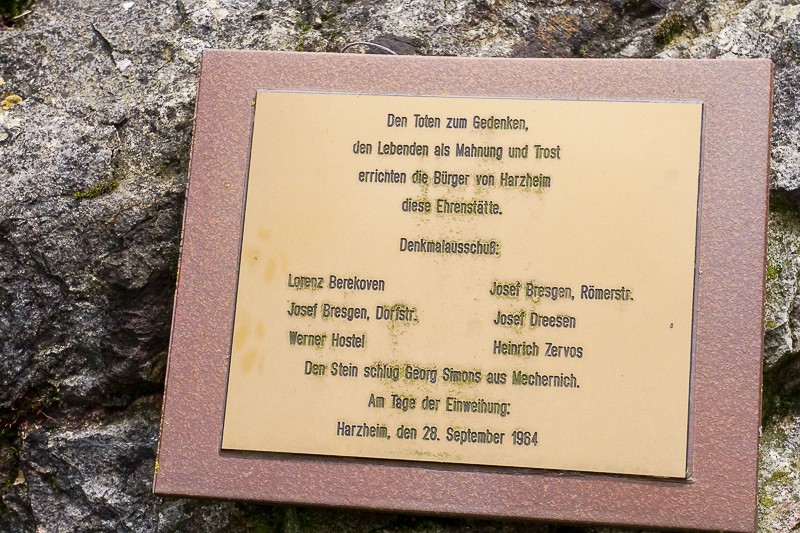 Den Toten zum Gedenken,
den Lebenden als Mahnung und Trost
errichten die Bürger von Harzheim
diese Ehrenstätte.
Denkmalausschuß:
Lorenz Berekoven Josef Bresgen, Römerstr.
Josef Bresgen, Dorfstr. Josef Dreesen
Werner Hostel Heinrich Zervos
Den Stein schlug Georg Simons aus Mechernich.
Am Tage der Einweihung:
Harzheim, den 28. September 1964